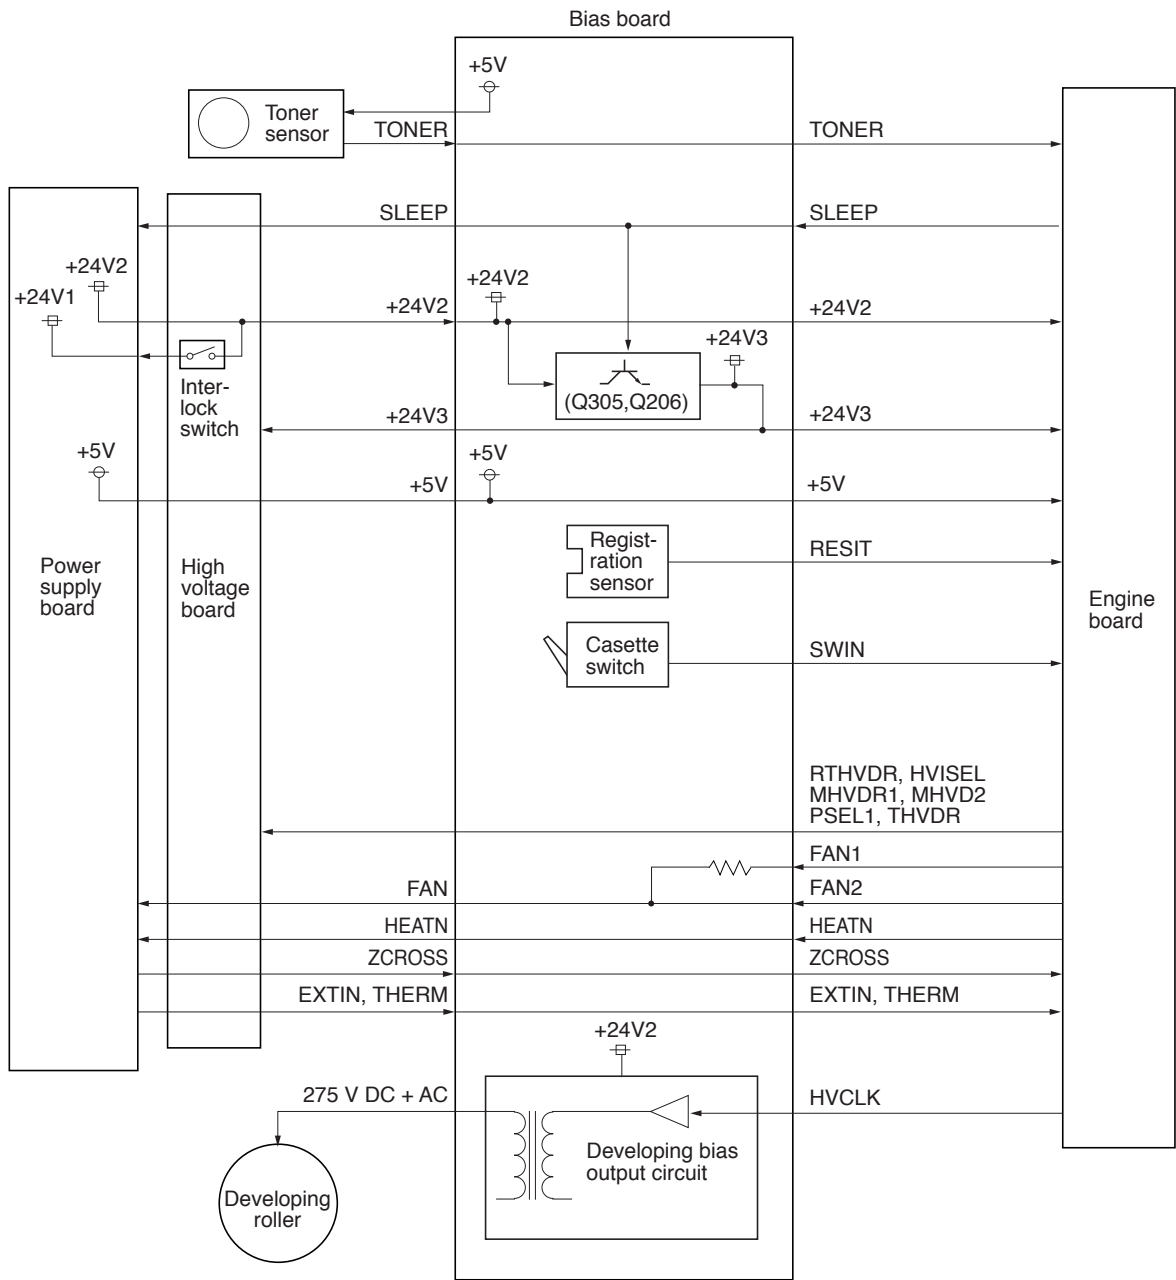 Bias board
+5V
Toner
sensor
TONER
TONER
SLEEP
SLEEP
+24V2
+24V1
+24V2
+24V2
+24V2
+24V3
Inter-
lock
switch
(Q305,Q206)
+24V3
+24V3
+5V
+5V
+5V
+5V
Regist-
ration
sensor
RESIT
Power
supply
board
High
voltage
board
Engine
board
Casette
switch
SWIN
RTHVDR, HVISEL
MHVDR1, MHVD2
PSEL1, THVDR
FAN1
FAN
FAN2
HEATN
HEATN
ZCROSS
ZCROSS
EXTIN, THERM
EXTIN, THERM
+24V2
275 V DC + AC
HVCLK
Developing bias
output circuit
Developing
roller